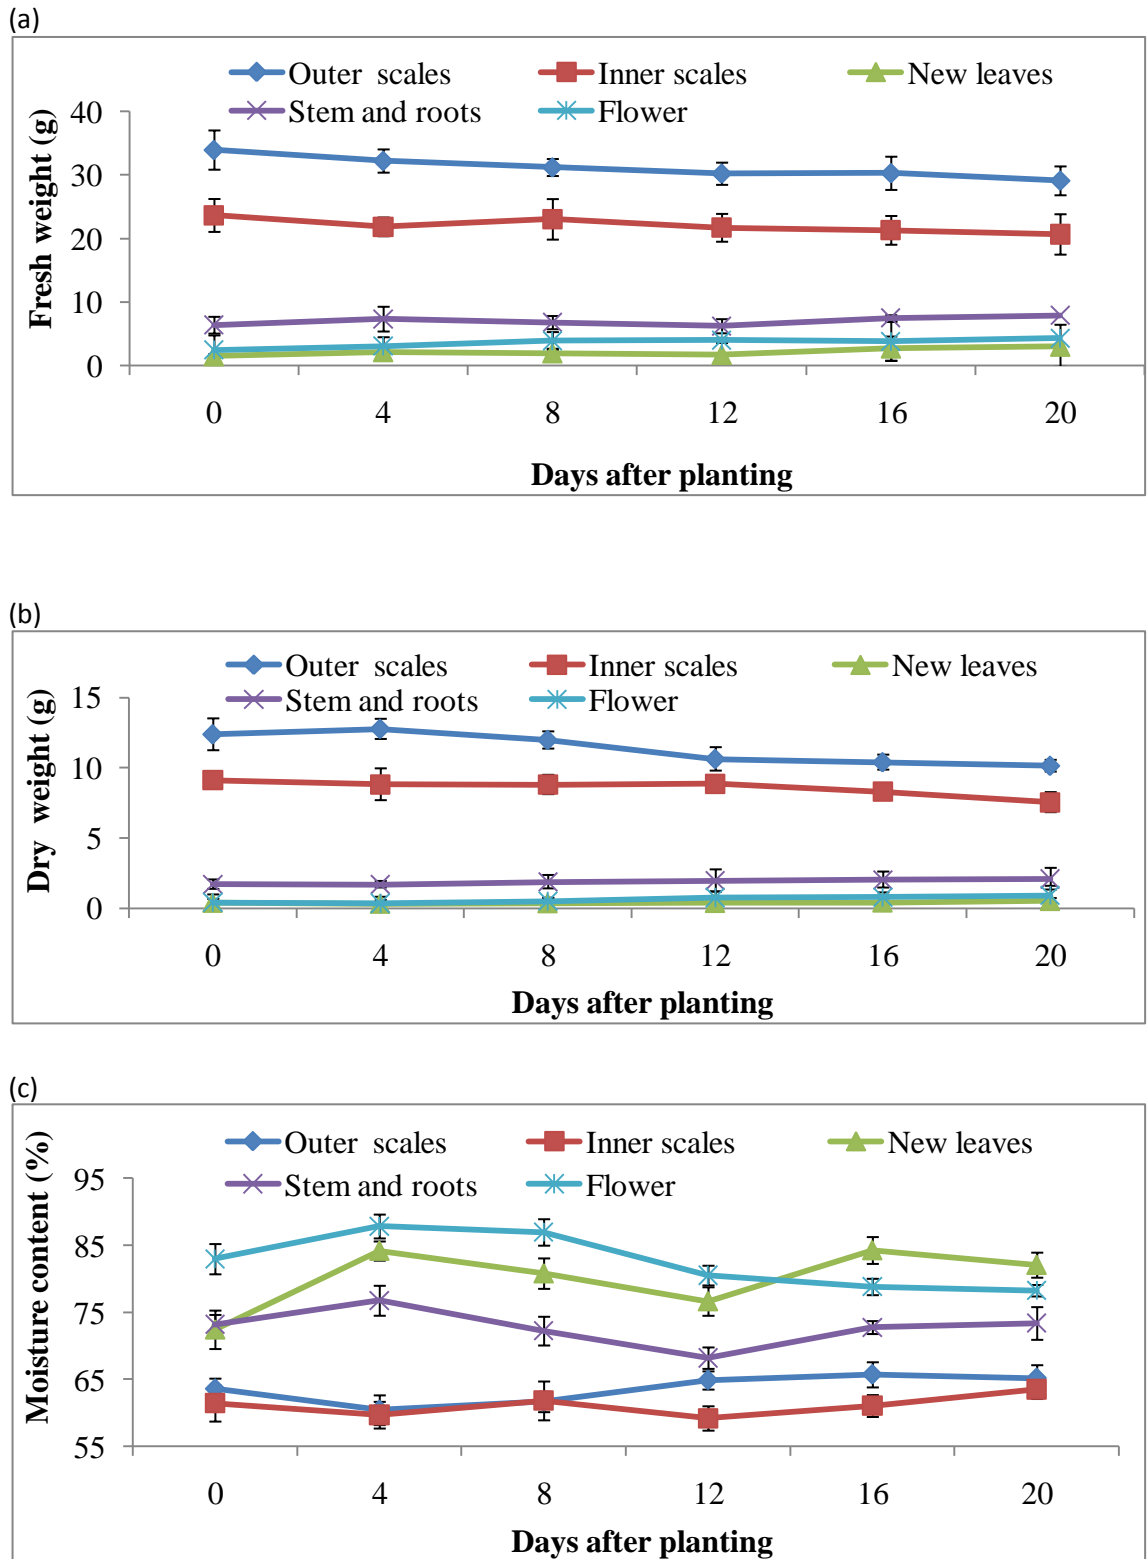 (a)
Outer scales Inner scales New leaves
Stem and roots Flower
Fresh weight (g)
40
30
20
10
0
0 4 8 12 16 20
Days after planting
(b)
Outer scales Inner scales New leaves
Stem and roots Flower
Dry weight (g)
15
10
5
0
0 4 8 12 16 20
Days after planting
(c)
Outer scales Inner scales New leaves
Stem and roots Flower
Moisture content (%)
95
85
75
65
55
0 4 8 12 16 20
Days after planting